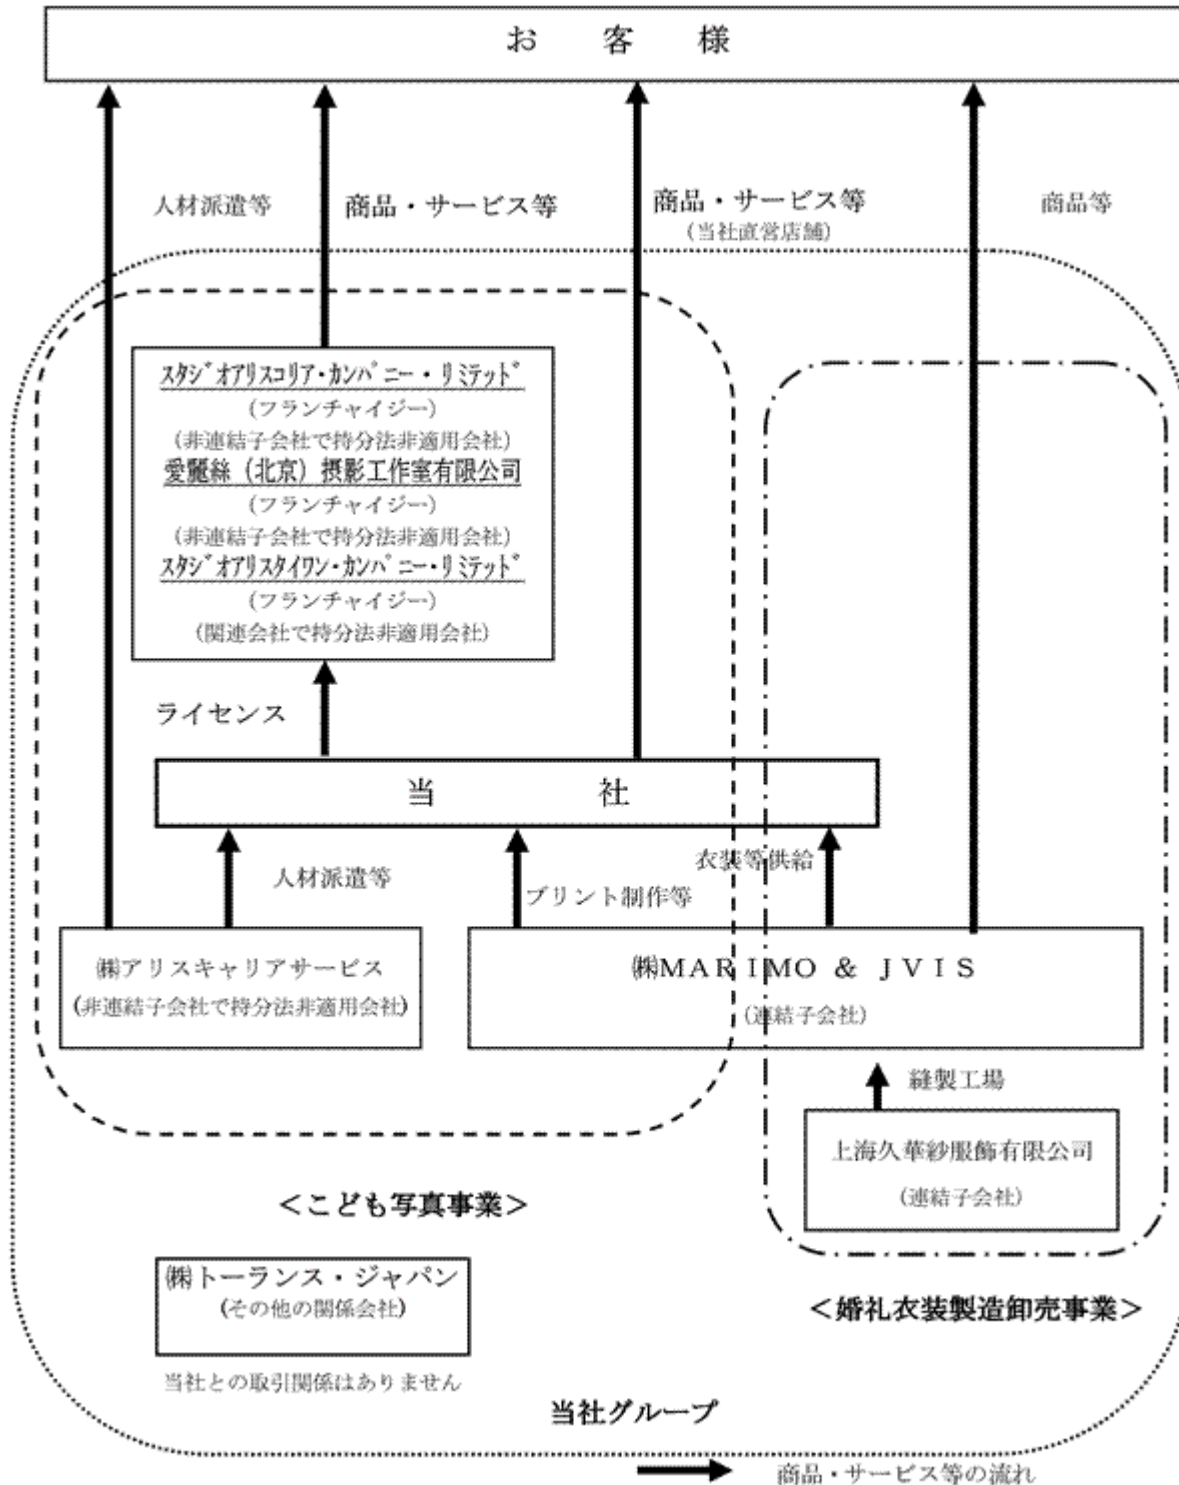 お　客　様
人材派遣等
商品・サービス等
商品・サービス等
(当社直営店舗)
商品等
スタジオアリスコリア・カンパニー・リミテッド
(フランチャイジー)
(非連結子会社で持分法非適用会社)
愛麗絲（北京）摂影工作室有限公司
(フランチャイジー)
(非連結子会社で持分法非適用会社)
スタジオアリスタイワン・カンパニー・リミテッド
(フランチャイジー)
(関連会社で持分法非適用会社)
ライセンス
当　社
人材派遣等
プリント制作等
衣装等供給
㈱アリスキャリアサービス
(非連結子会社で持分法非適用会社)
㈱ＭＡＲＩＭＯ ＆ ＪＶＩＳ
(連結子会社)
縫製工場
上海久華紗服飾有限公司
(連結子会社)
＜こども写真事業＞
㈱トーランス・ジャパン
(その他の関係会社)
当社との取引関係はありません
＜婚礼衣装製造卸売事業＞
当社グループ
商品・サービス等の流れ